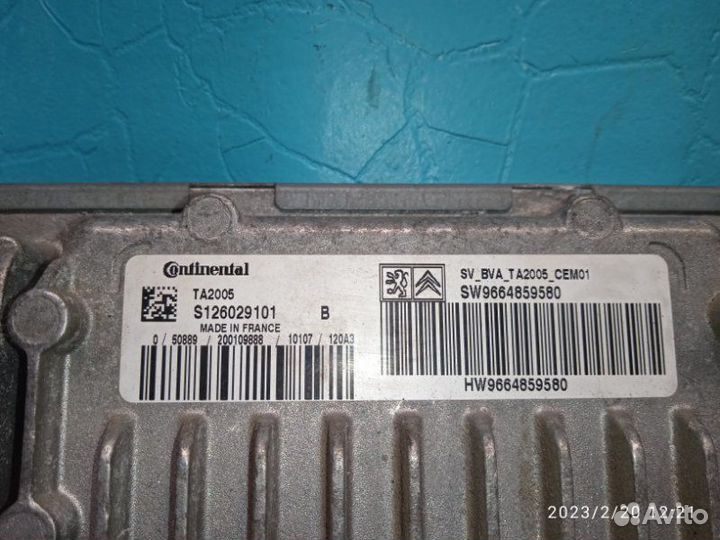 Continental
TA2005
S126029101 B
MADE IN FRANCE
0 / 50889 / 200109888 / 10107 / 120A3
SV_BVA_TA2005_CEM01
SW9664859580
HW9664859580
2023/2/20 12:21
Avito